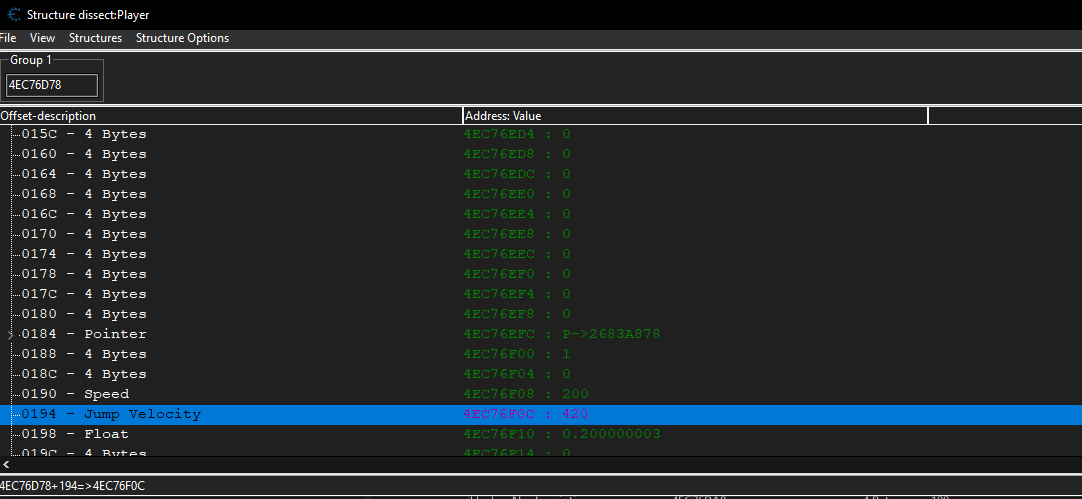 Structure dissect:Player
File View Structures Structure Options
Group 1
4EC76D78
Offset-description Address: Value
015C - 4 Bytes 4EC76ED4 : 0
0160 - 4 Bytes 4EC76ED8 : 0
0164 - 4 Bytes 4EC76EDC : 0
0168 - 4 Bytes 4EC76EE0 : 0
016C - 4 Bytes 4EC76EE4 : 0
0170 - 4 Bytes 4EC76EE8 : 0
0174 - 4 Bytes 4EC76EEC : 0
0178 - 4 Bytes 4EC76EF0 : 0
017C - 4 Bytes 4EC76EF4 : 0
0180 - 4 Bytes 4EC76EF8 : 0
0184 - Pointer 4EC76EFC : P->2683A878
0188 - 4 Bytes 4EC76F00 : 1
018C - 4 Bytes 4EC76F04 : 0
0190 - Speed 4EC76F08 : 200
0194 - Jump Velocity 4EC76F0C : 420
0198 - Float 4EC76F10 : 0.200000003
019C - 4 Bytes 4EC76F14 : 0
4EC76D78+194=>4EC76F0C